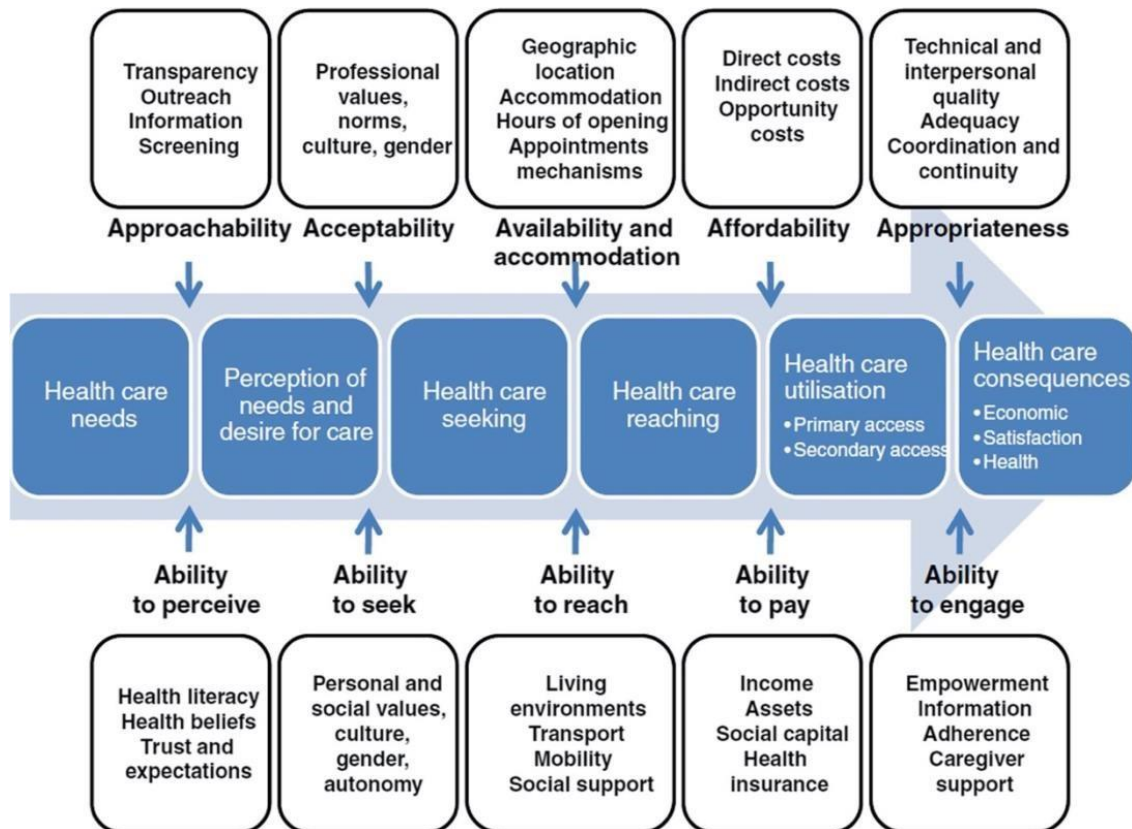 Transparency
Outreach
Information
Screening
Professional
values,
norms,
culture, gender
Geographic
location
Accommodation
Hours of opening
Appointments
mechanisms
Direct costs
Indirect costs
Opportunity
costs
Technical and
interpersonal
quality
Adequacy
Coordination and
continuity
Approachability
Acceptability
Availability and
accommodation
Affordability
Appropriateness
Health care
needs
Perception of
needs and
desire for care
Health care
seeking
Health care
reaching
Health care
utilisation
•Primary access
•Secondary access
Health care
consequences
•Economic
•Satisfaction
•Health
Ability
to perceive
Ability
to seek
Ability
to reach
Ability
to pay
Ability
to engage
Health literacy
Health beliefs
Trust and
expectations
Personal and
social values,
culture,
gender,
autonomy
Living
environments
Transport
Mobility
Social support
Income
Assets
Social capital
Health
insurance
Empowerment
Information
Adherence
Caregiver
support